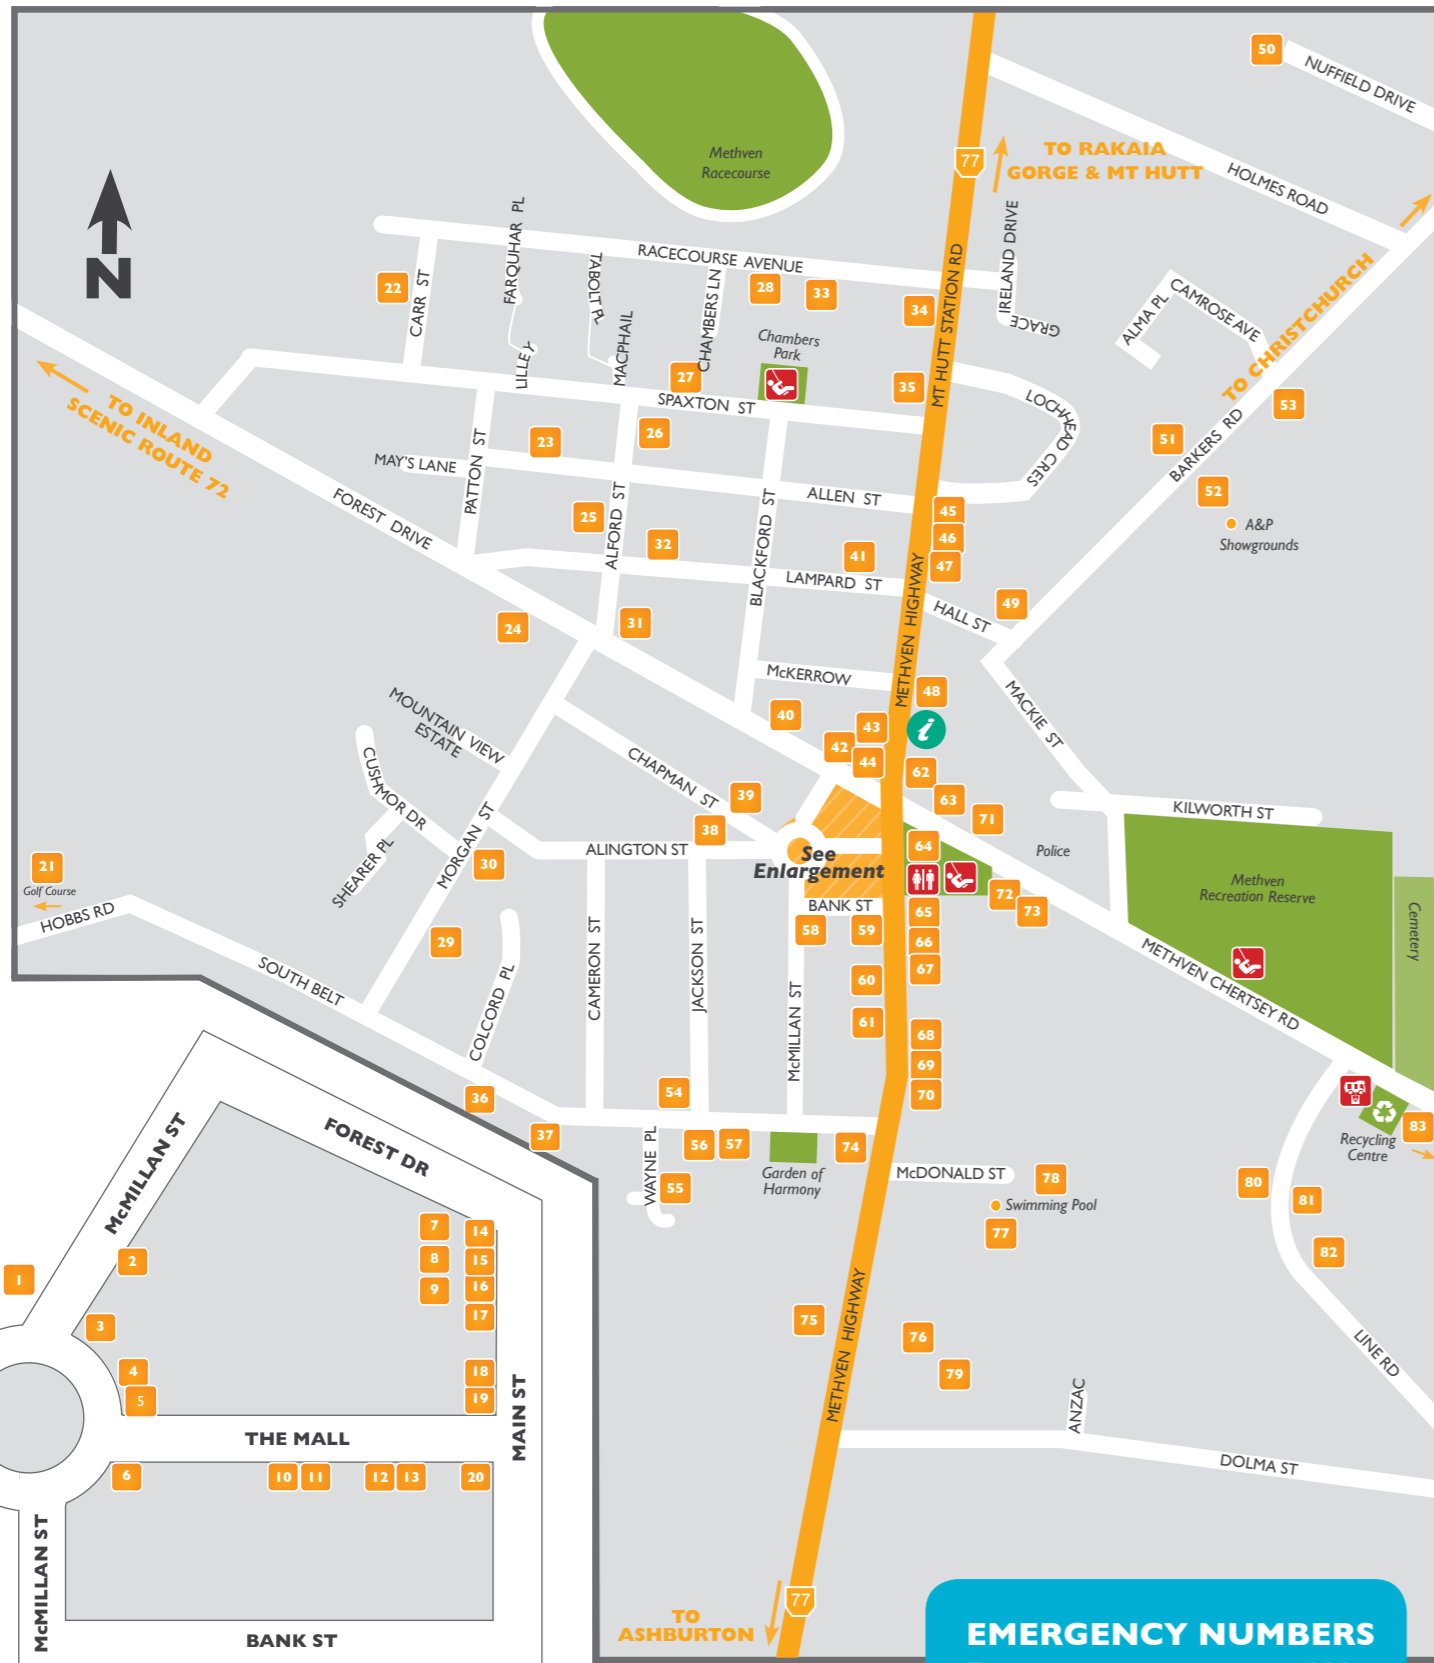 50
NUFFIELD DRIVE
Methven
Racecourse
77
TO RAKAIA
GORGE & MT HUTT
HOLMES ROAD
N
FARQUHAR PL
TABOLT PL
RACECOURSE AVENUE
IRELAND DRIVE
GRACE
MT HUTT STATION RD
TO CHRISTCHURCH
22
CARR ST
CHAMBERS LN
28
33
34
ALMA PL
CAMROSE AVE
LILLEY
MACPHAIL
Chambers
Park
27
35
SPAXTON ST
LOCHHEAD CRES
53
TO INLAND
SCENIC ROUTE 72
23
26
51
BARKERS RD
MAY'S LANE
PATTON ST
52
ALLEN ST
FOREST DRIVE
25
ALFORD ST
BLACKFORD ST
45
A&P
Showgrounds
32
41
46
47
LAMPARD ST
METHVEN HIGHWAY
HALL ST
49
24
31
McKERROW
48
MACKIE ST
MOUNTAIN VIEW
ESTATE
40
43
i
42
44
CUSHMOR DR
CHAPMAN ST
62
39
63
KILWORTH ST
MORGAN ST
38
71
SHEARER PL
30
ALINGTON ST
See
Enlargement
64
Police
21
Golf Course
Methven
Recreation Reserve
72
73
Cemetery
HOBBS RD
29
BANK ST
58
59
65
66
67
SOUTH BELT
COLCORD PL
CAMERON ST
JACKSON ST
McMILLAN ST
60
61
METHVEN CHERTSEY RD
68
69
70
36
54
37
WAYNE PL
56
57
74
Garden of
Harmony
55
McDONALD ST
78
Swimming Pool
77
Recycling
Centre
83
80
81
82
75
METHVEN HIGHWAY
76
79
LINE RD
ANZAC
DOLMA ST
77
TO
ASHBURTON
McMILLAN ST
FOREST DR
7
14
1
2
8
15
9
16
3
17
4
18
5
19
MAIN ST
THE MALL
6
10
11
12
13
20
McMILLAN ST
BANK ST
EMERGENCY NUMBERS